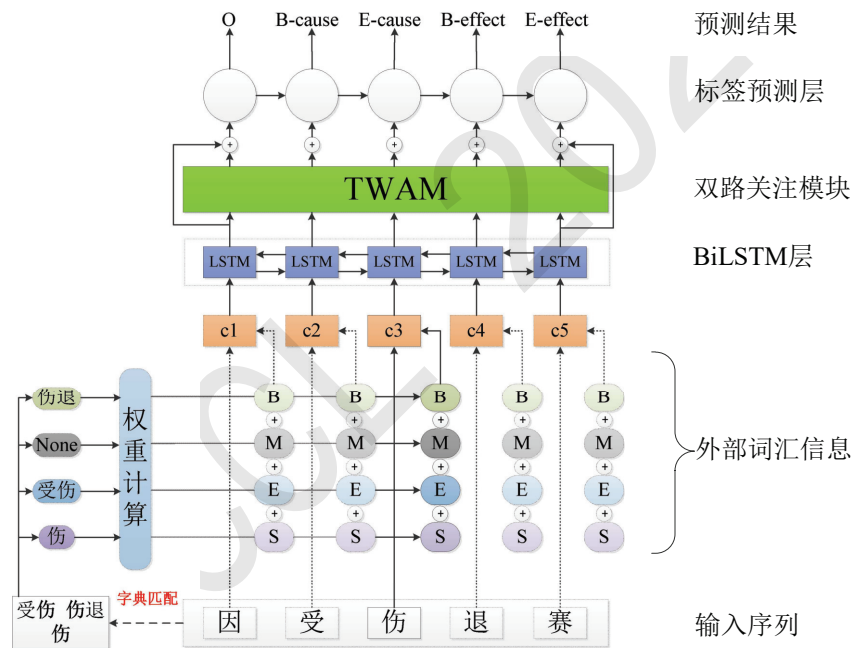 O B-cause E-cause B-effect E-effect 预测结果
标签预测层
+ + + + +
TWAM 双路关注模块
LSTM LSTM LSTM LSTM LSTM BiLSTM层
c1 c2 c3 c4 c5
伤退 B B B B B
+ + + + +
None M M M M M
+ + + + +
受伤 E E E E E
+ + + + +
伤 S S S S S
权重计算
外部词汇信息
受伤 伤退
伤
字典匹配
因 受 伤 退 赛 输入序列
CCL 202